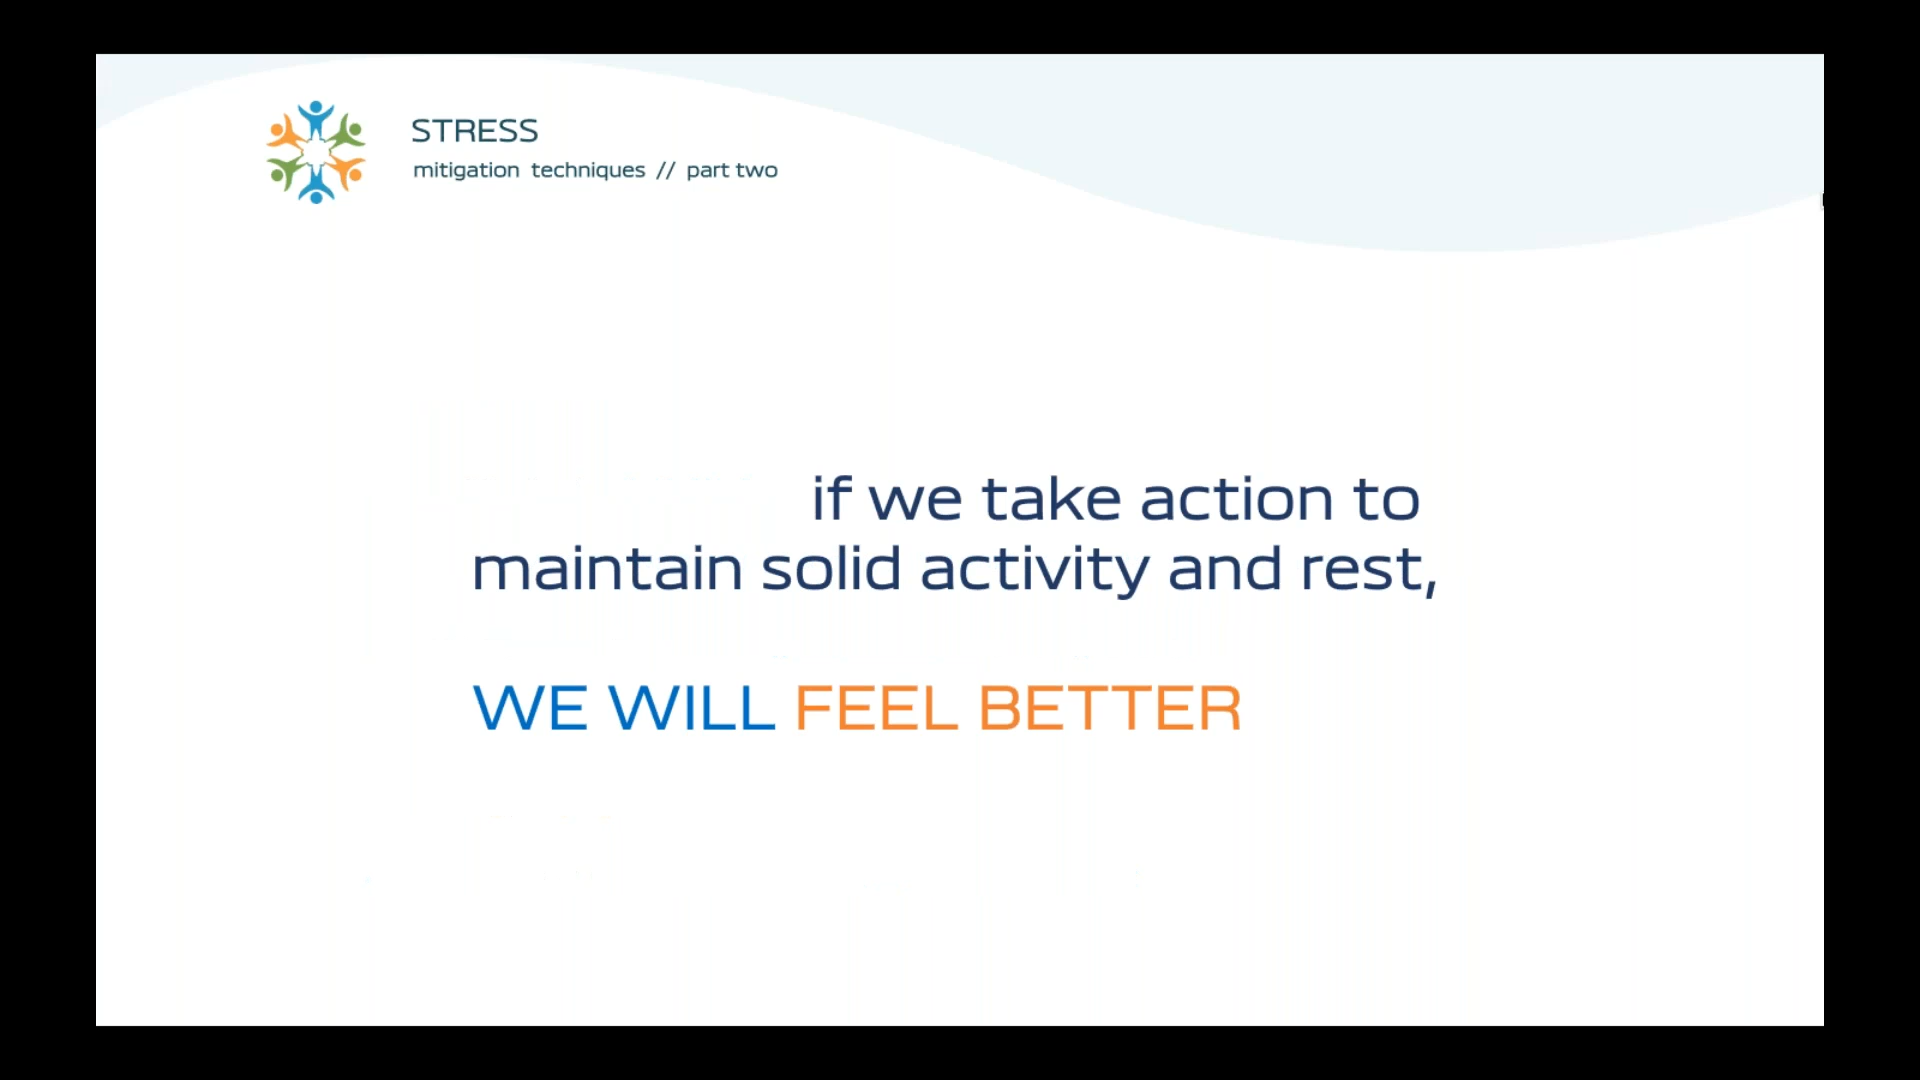 STRESS
mitigation techniques // part two
if we take action to
maintain solid activity and rest,
WE WILL FEEL BETTER